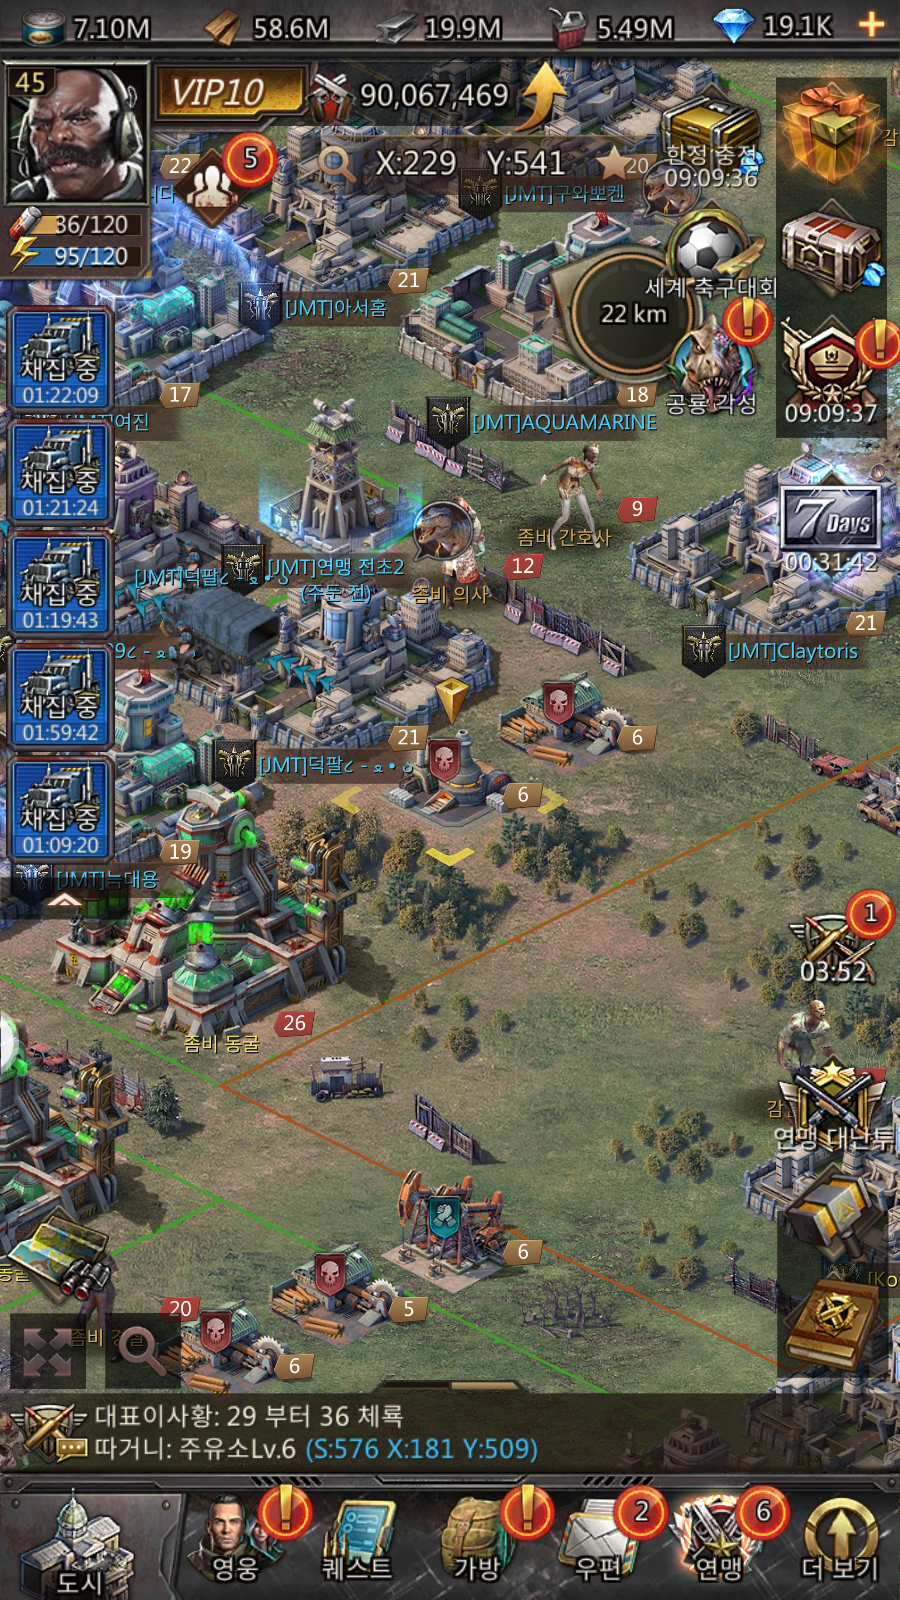 7.10M 58.6M 19.9M 5.49M 19.1K
45
VIP10
90,067,469
22
5
X:229 Y:541
20
한정 충전
09:09:36
[JMT]구와뽀켄
36/120
95/120
21
[JMT]아서홈
세계 축구대회
22 km
채집 중
01:22:09
17
18
공룡 각성
09:09:37
여진
[JMT]AQUAMARINE
채집 중
01:21:24
9
좀비 간호사
7 Days
00:31:42
12
[JMT]연맹 전초2
(주둔 전)
좀비 의사
채집 중
01:19:43
21
[JMT]Claytoris
채집 중
01:59:42
21
6
6
채집 중
01:09:20
19
[JMT]늑대용
1
03:52
26
좀비 동굴
연맹 대난투
6
동굴
20
5
6
[Ko
대표이사황: 29 부터 36 체륙
따거니: 주유소Lv.6 (S:576 X:181 Y:509)
2
6
도시
영웅
퀘스트
가방
우편
연맹
더 보기